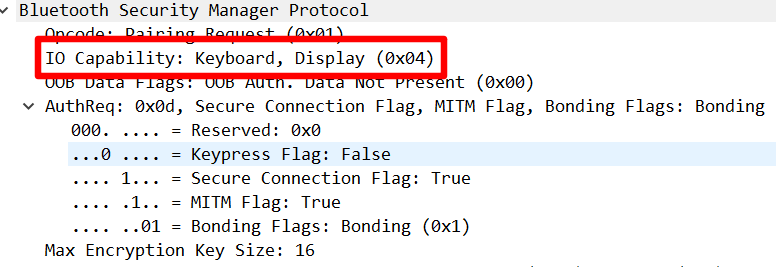 Bluetooth Security Manager Protocol
Opcode: Pairing Request (0x01)
IO Capability: Keyboard, Display (0x04)
OOB Data Flags: OOB Auth. Data Not Present (0x00)
AuthReq: 0x0d, Secure Connection Flag, MITM Flag, Bonding Flags: Bonding
000. .... = Reserved: 0x0
...0 .... = Keypress Flag: False
.... 1... = Secure Connection Flag: True
.... .1.. = MITM Flag: True
.... ..01 = Bonding Flags: Bonding (0x1)
Max Encryption Key Size: 16